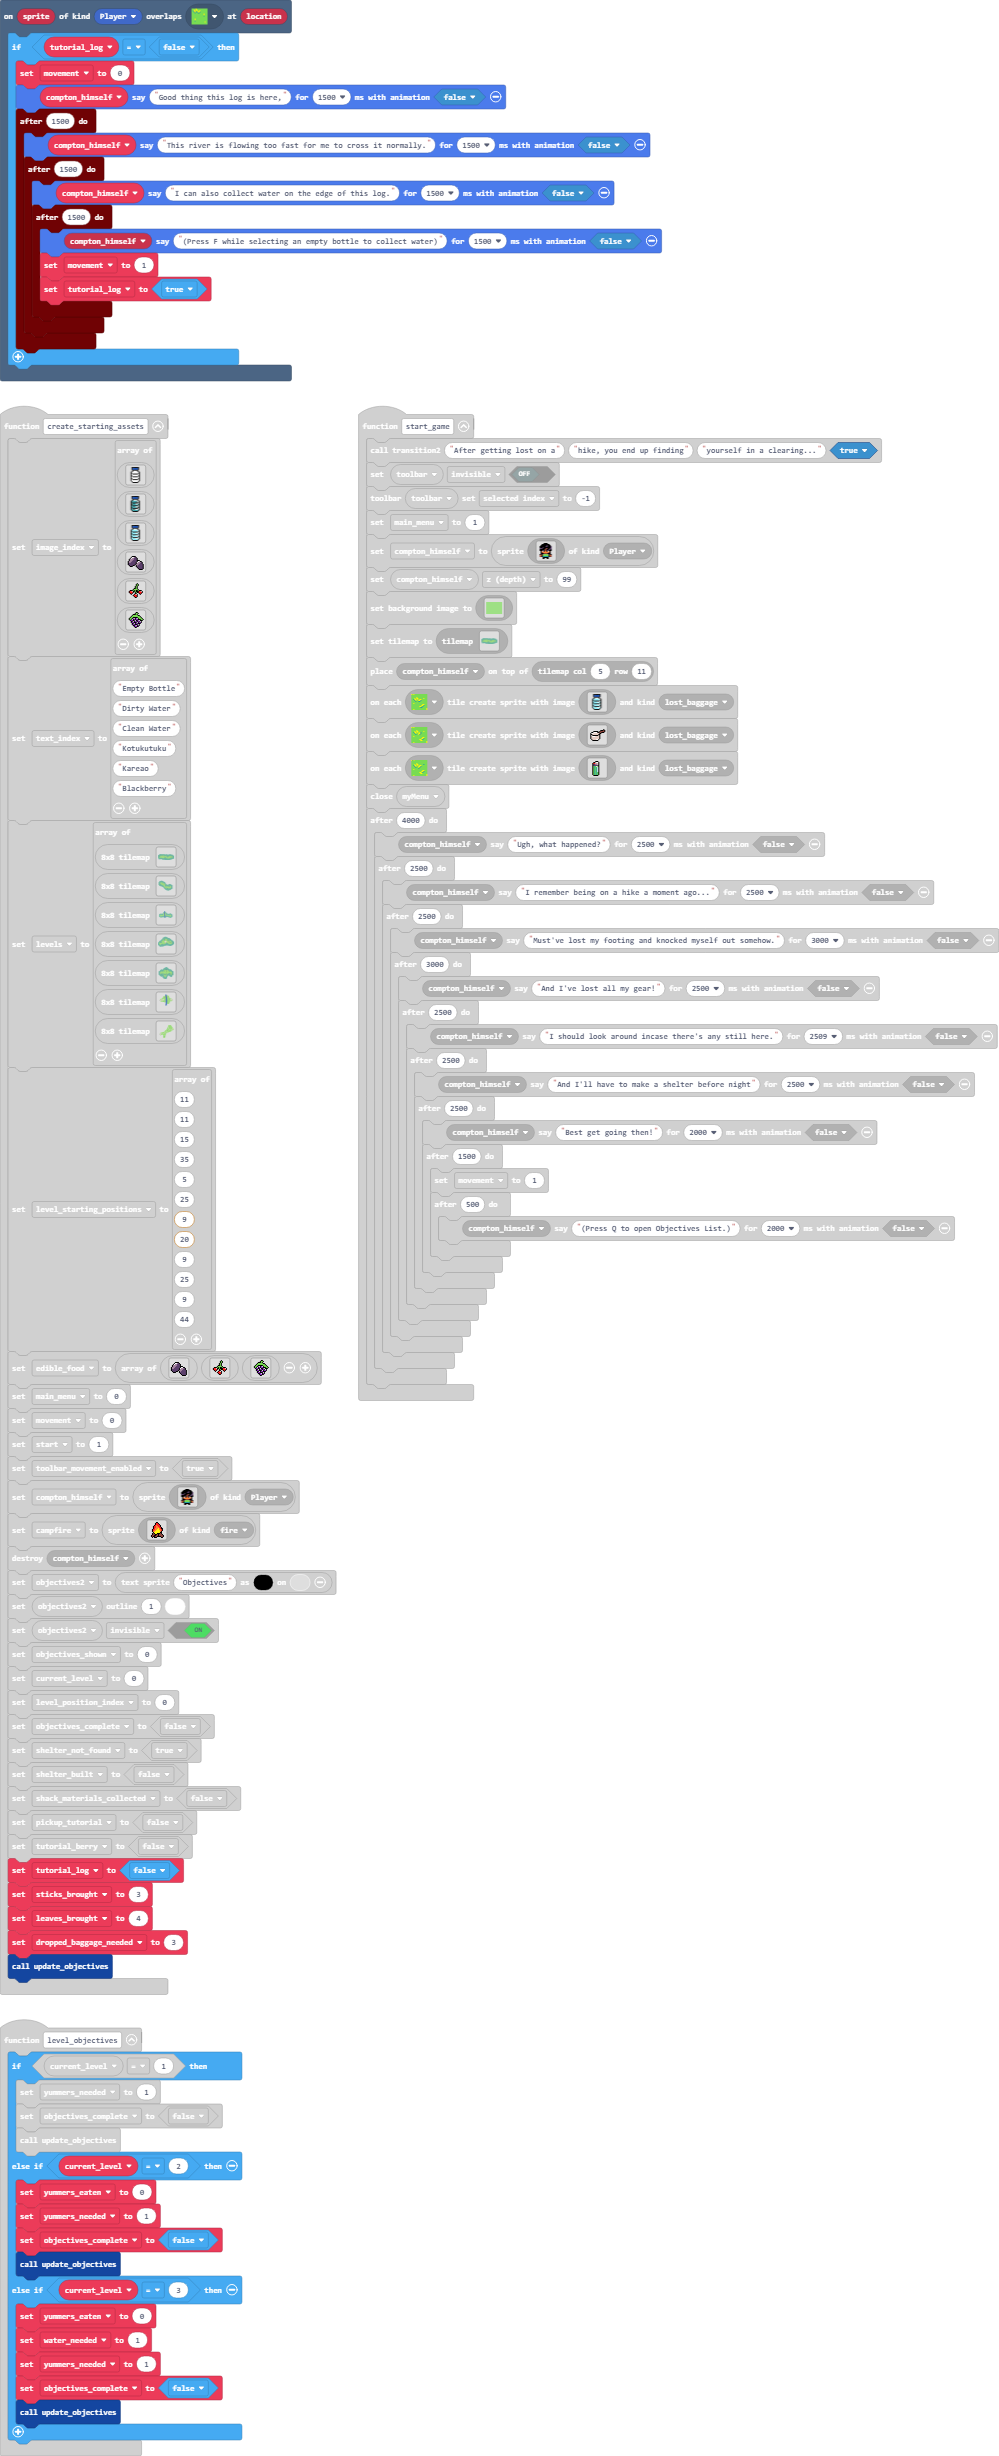 on sprite of kind Player overlaps at location
if tutorial_log = false then
set movement to 0
compton_himself say "Good thing this log is here," for 1500 ms with animation false
after 1500 do
compton_himself say "This river is flowing too fast for me to cross it normally." for 1500 ms with animation false
after 1500 do
compton_himself say "I can also collect water on the edge of this log." for 1500 ms with animation false
after 1500 do
compton_himself say "(Press F while selecting an empty bottle to collect water)" for 1500 ms with animation false
set movement to 1
set tutorial_log to true
function create_starting_assets
set image_index to array of
set text_index to array of
"Empty Bottle"
"Dirty Water"
"Clean Water"
"Kotukutuku"
"Kareao"
"Blackberry"
set levels to array of
8x8 tilemap
8x8 tilemap
8x8 tilemap
8x8 tilemap
8x8 tilemap
8x8 tilemap
8x8 tilemap
set level_starting_positions to array of
11
11
15
35
5
25
9
20
9
25
9
44
set edible_food to array of
set main_menu to 0
set movement to 0
set start to 1
set toolbar_movement_enabled to true
set compton_himself to sprite of kind Player
set campfire to sprite of kind fire
destroy compton_himself
set objectives2 to text sprite "Objectives" as on
set objectives2 outline 1
set objectives2 invisible ON
set objectives_shown to 0
set current_level to 0
set level_position_index to 0
set objectives_complete to false
set shelter_not_found to true
set shelter_built to false
set shack_materials_collected to false
set pickup_tutorial to false
set tutorial_berry to false
set tutorial_log to false
set sticks_brought to 3
set leaves_brought to 4
set dropped_baggage_needed to 3
call update_objectives
function start_game
call transition2 "After getting lost on a" "hike, you end up finding" "yourself in a clearing..." true
set toolbar invisible OFF
toolbar toolbar set selected index to -1
set main_menu to 1
set compton_himself to sprite of kind Player
set compton_himself z (depth) to 99
set background image to
set tilemap to tilemap
place compton_himself on top of tilemap col 5 row 11
on each tile create sprite with image and kind lost_baggage
on each tile create sprite with image and kind lost_baggage
on each tile create sprite with image and kind lost_baggage
close myMenu
after 4000 do
compton_himself say "Ugh, what happened?" for 2500 ms with animation false
after 2500 do
compton_himself say "I remember being on a hike a moment ago..." for 2500 ms with animation false
after 2500 do
compton_himself say "Must've lost my footing and knocked myself out somehow." for 3000 ms with animation false
after 3000 do
compton_himself say "And I've lost all my gear!" for 2500 ms with animation false
after 2500 do
compton_himself say "I should look around incase there's any still here." for 2509 ms with animation false
after 2500 do
compton_himself say "And I'll have to make a shelter before night" for 2500 ms with animation false
after 2500 do
compton_himself say "Best get going then!" for 2000 ms with animation false
after 1500 do
set movement to 1
after 500 do
compton_himself say "(Press Q to open Objectives List.)" for 2000 ms with animation false
function level_objectives
if current_level = 1 then
set yummers_needed to 1
set objectives_complete to false
call update_objectives
else if current_level = 2 then
set yummers_eaten to 0
set yummers_needed to 1
set objectives_complete to false
call update_objectives
else if current_level = 3 then
set yummers_eaten to 0
set water_needed to 1
set yummers_needed to 1
set objectives_complete to false
call update_objectives